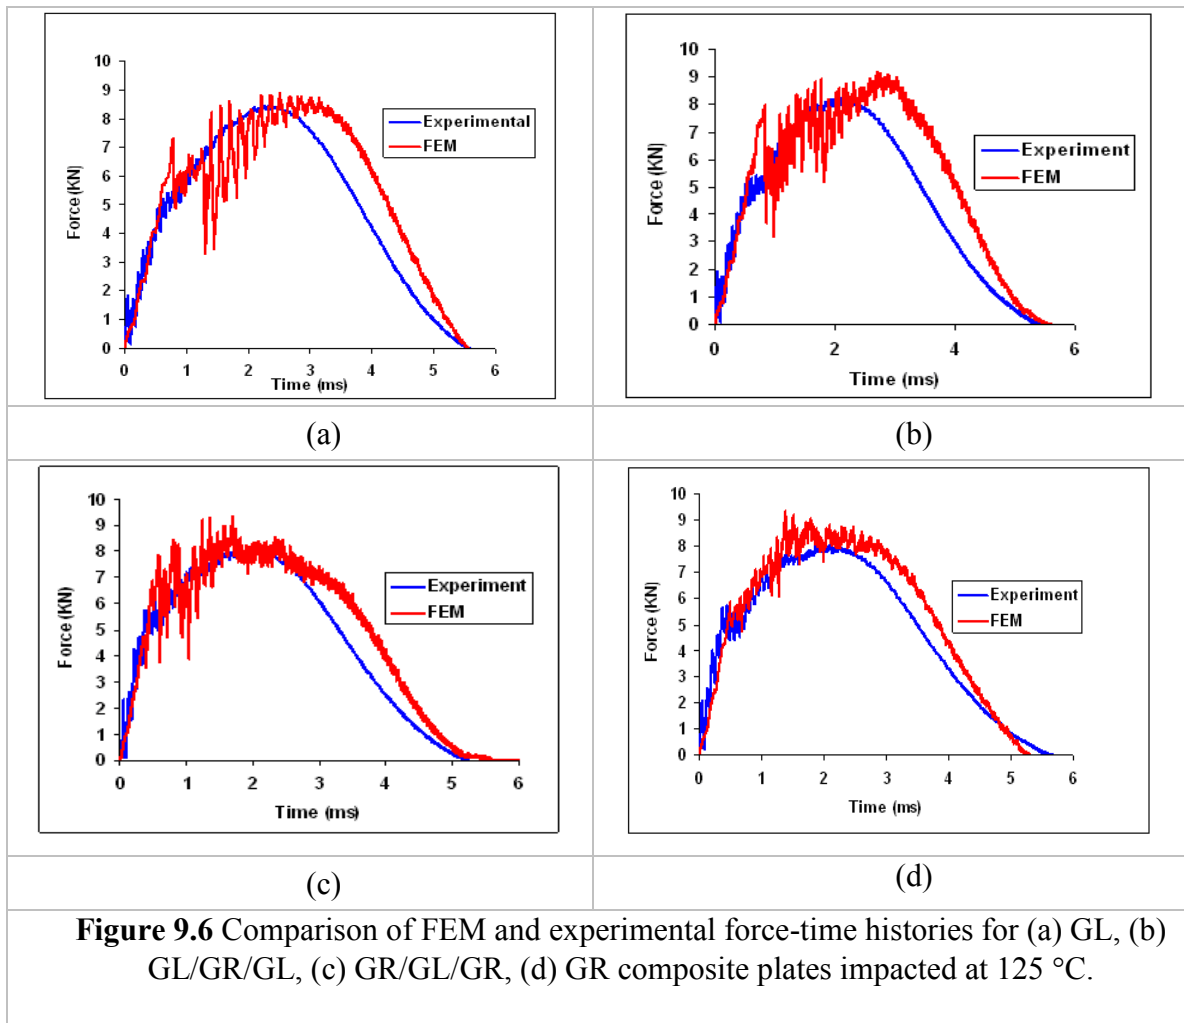 10
9
8
7
6
5
4
3
2
1
0
Force (KN)
Experimental
FEM
0 1 2 3 4 5 6
Time (ms)
(a)
10
9
8
7
6
5
4
3
2
1
0
Force (KN)
Experiment
FEM
0 2 4 6
Time (ms)
(b)
10
9
8
7
6
5
4
3
2
1
0
Force (KN)
Experiment
FEM
0 1 2 3 4 5 6
Time (ms)
(c)
10
9
8
7
6
5
4
3
2
1
0
Force (KN)
Experiment
FEM
0 1 2 3 4 5 6
Time (ms)
(d)
Figure 9.6 Comparison of FEM and experimental force-time histories for (a) GL, (b)
GL/GR/GL, (c) GR/GL/GR, (d) GR composite plates impacted at 125 °C.